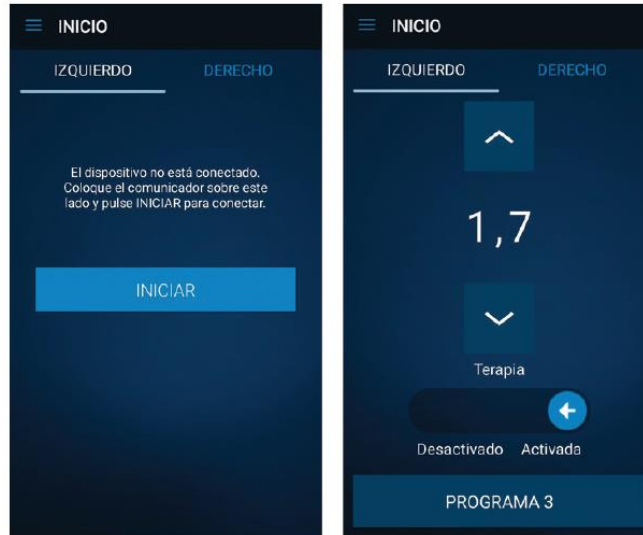 INICIO
IZQUIERDO DERECHO
El dispositivo no está conectado.
Coloque el comunicador sobre este
lado y pulse INICIAR para conectar.
INICIAR
INICIO
IZQUIERDO DERECHO
1,7
Terapia
Desactivado Activada
PROGRAMA 3